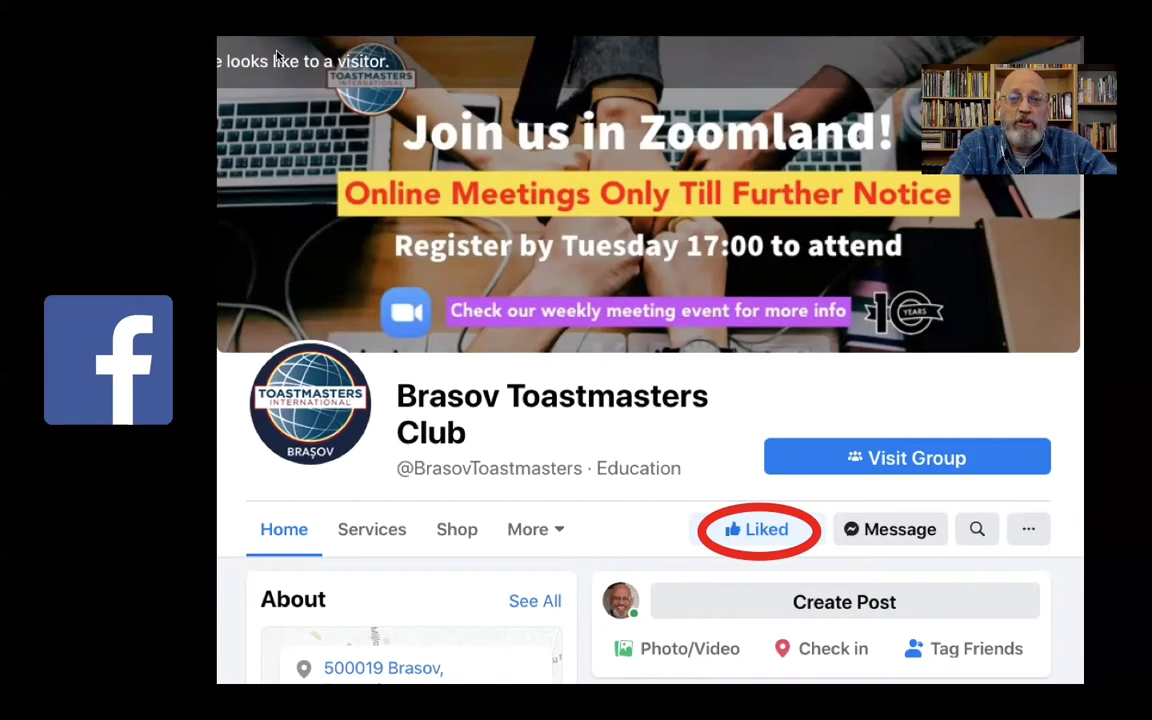 e looks like to a visitor.
TOASTMASTERS
INTERNATIONAL
Join us in Zoomland!
Online Meetings Only Till Further Notice
Register by Tuesday 17:00 to attend
Check our weekly meeting event for more info
10 YEARS
f
TOASTMASTERS
INTERNATIONAL
BRAȘOV
Brasov Toastmasters
Club
@BrasovToastmasters · Education
Visit Group
Home Services Shop More Liked Message ...
About See All
Create Post
Photo/Video Check in Tag Friends
500019 Brasov,